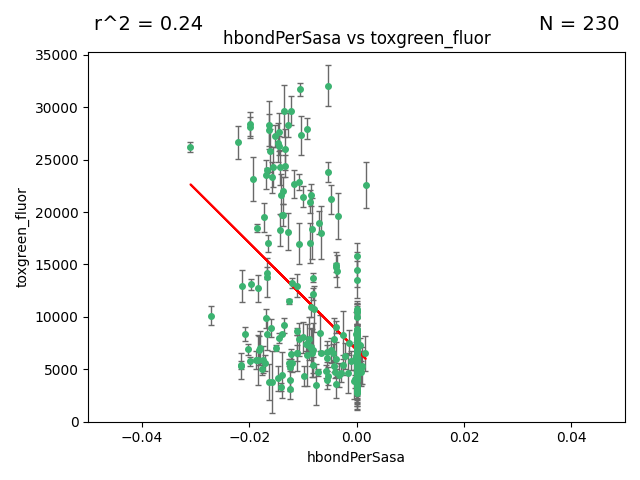 r^2 = 0.24
N = 230
hbondPerSasa vs toxgreen_fluor
35000
30000
25000
20000
15000
10000
5000
0
toxgreen_fluor
−0.04
−0.02
0.00
0.02
0.04
hbondPerSasa